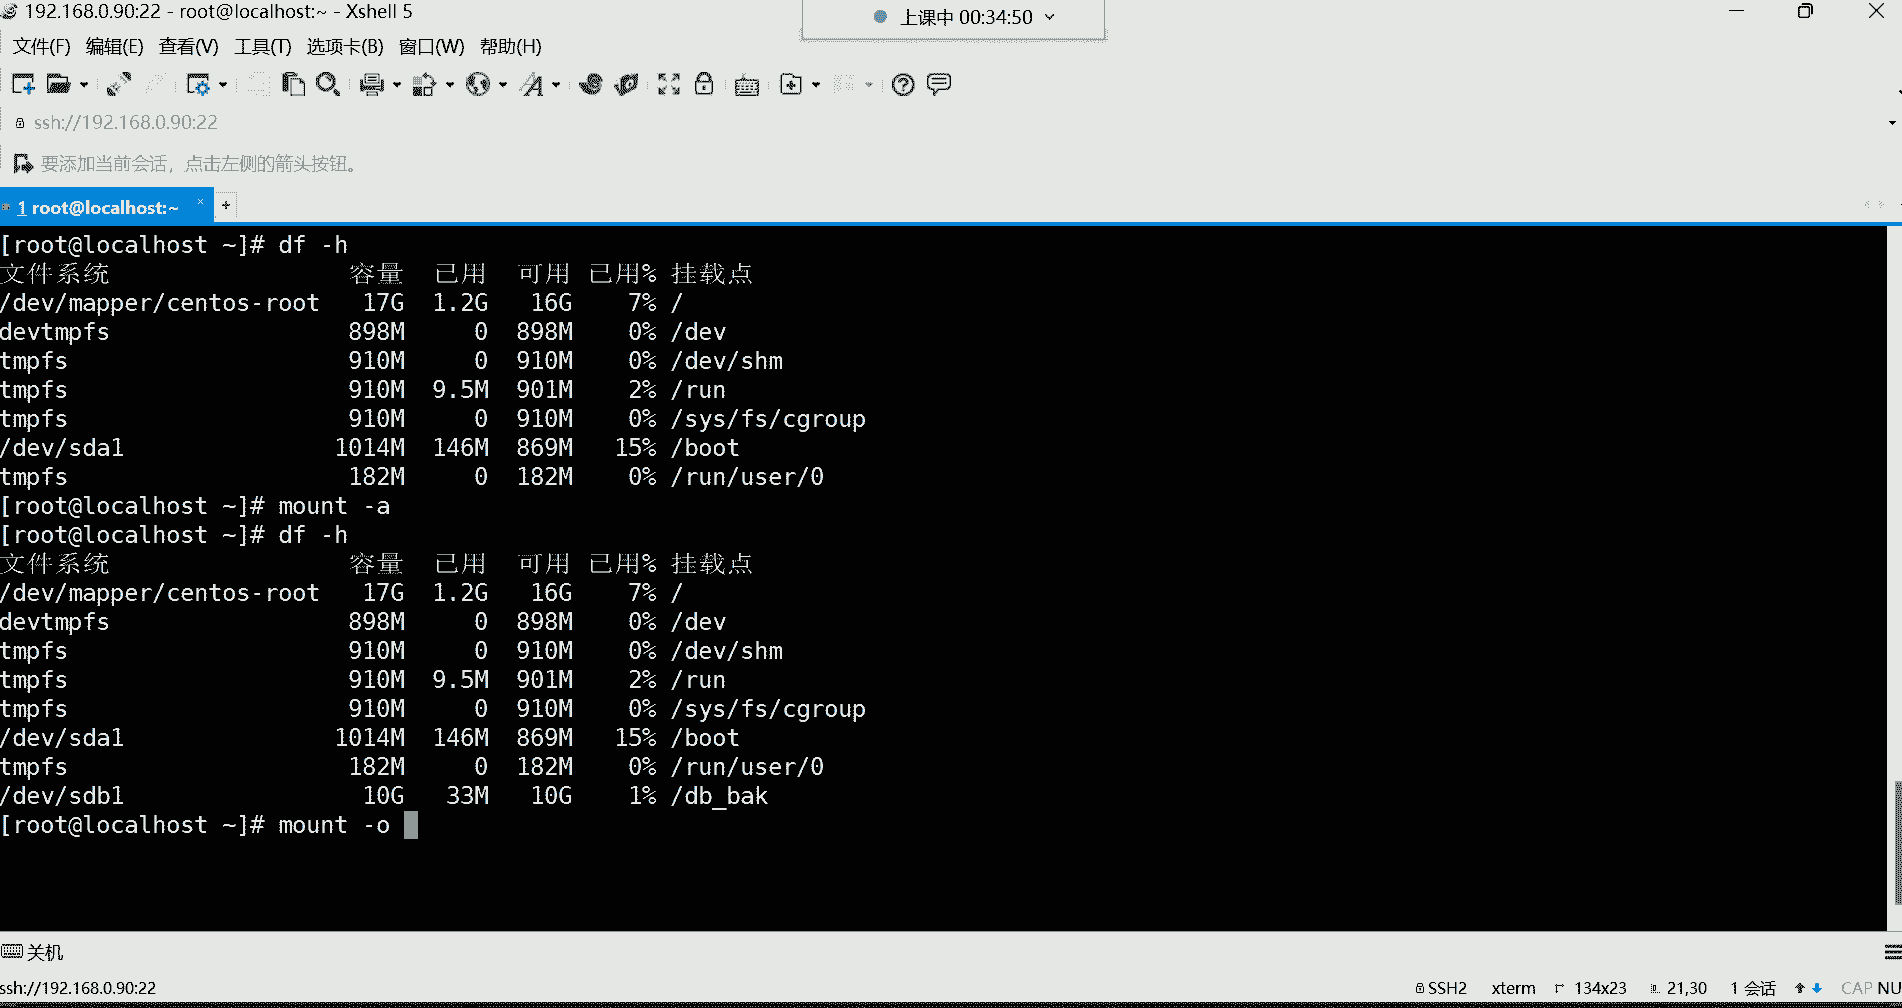 192.168.0.90:22 - root@localhost:~ - Xshell 5
上课中 00:34:50
文件(F) 编辑(E) 查看(V) 工具(T) 选项卡(B) 窗口(W) 帮助(H)
ssh://192.168.0.90:22
要添加当前会话，点击左侧的箭头按钮。
1 root@localhost:~ × +
[root@localhost ~]# df -h
文件系统 容量 已用 可用 已用% 挂载点
/dev/mapper/centos-root 17G 1.2G 16G 7% /
devtmpfs 898M 0 898M 0% /dev
tmpfs 910M 0 910M 0% /dev/shm
tmpfs 910M 9.5M 901M 2% /run
tmpfs 910M 0 910M 0% /sys/fs/cgroup
/dev/sda1 1014M 146M 869M 15% /boot
tmpfs 182M 0 182M 0% /run/user/0
[root@localhost ~]# mount -a
[root@localhost ~]# df -h
文件系统 容量 已用 可用 已用% 挂载点
/dev/mapper/centos-root 17G 1.2G 16G 7% /
devtmpfs 898M 0 898M 0% /dev
tmpfs 910M 0 910M 0% /dev/shm
tmpfs 910M 9.5M 901M 2% /run
tmpfs 910M 0 910M 0% /sys/fs/cgroup
/dev/sda1 1014M 146M 869M 15% /boot
tmpfs 182M 0 182M 0% /run/user/0
/dev/sdb1 10G 33M 10G 1% /db_bak
[root@localhost ~]# mount -o
关机
ssh://192.168.0.90:22 SSH2 xterm 134x23 21,30 1 会话 CAP NU